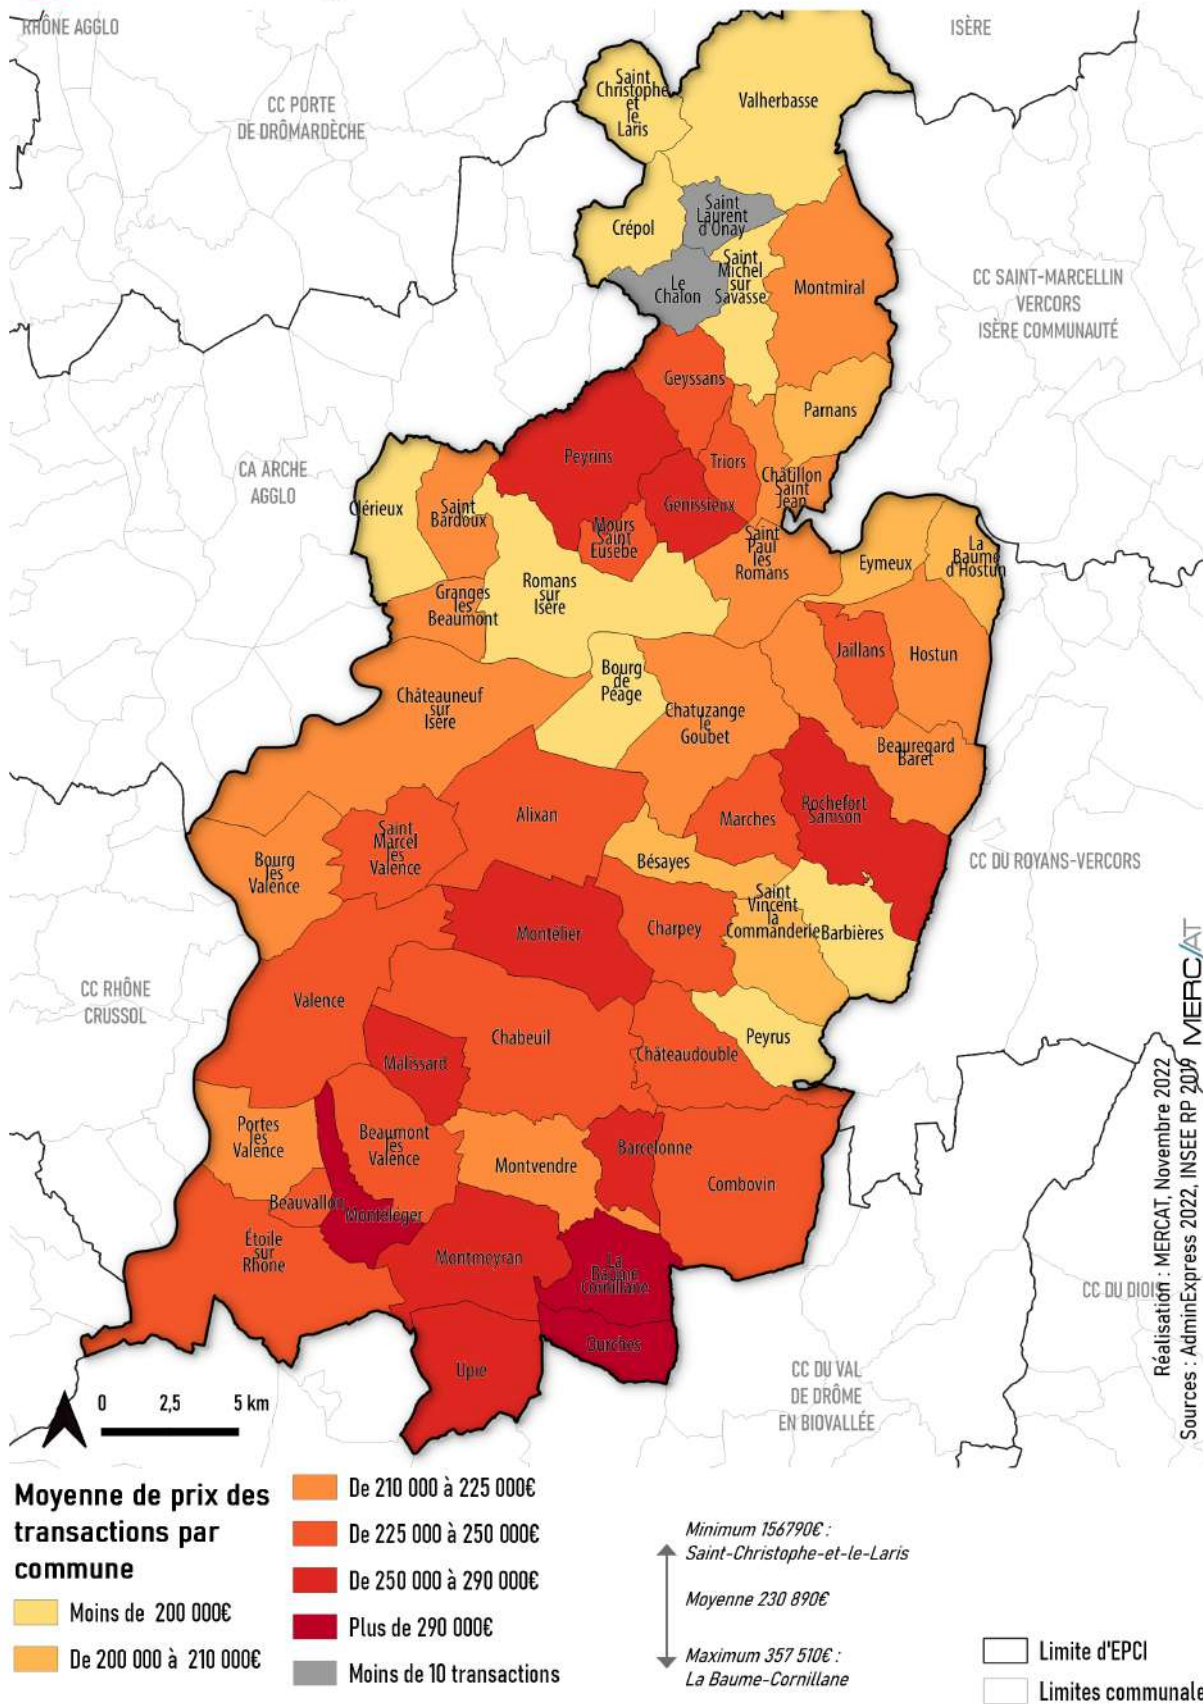 RHÔNE AGGLO
ISÈRE
CC PORTE
DE DRÔMARDÈCHE
Saint
Christophe
et
le
Laris
Valherbasse
Crépol
Saint
Laurent
d'Onay
Le
Chalon
Saint
Michel
sur
Savasse
Montmiral
CC SAINT-MARCELLIN
VERCORS
ISÈRE COMMUNAUTÉ
Geyssans
Parnans
CA ARCHE
AGGLO
Peyrins
Triors
Châtillon
Saint
Jean
Génissieux
Clérieux
Saint
Bardoux
Mours
Saint
Eusèbe
Saint
Paul
les
Romans
Eymeux
La
Baume
d'Hostun
Romans
sur
Isère
Granges
les
Beaumont
Jaillans
Hostun
Bourg
de
Péage
Châteauneuf
sur
Isère
Chatuzange
le
Goubet
Beauregard
Baret
Rochefort
Samson
Alixan
Marches
Saint
Marcel
les
Valence
Bourg
les
Valence
Bésayes
CC DU ROYANS-VERCORS
Saint
Vincent
la
Commanderie
Barbières
Montélier
Charpey
CC RHÔNE
CRUSSOL
Valence
Chabeuil
Châteaudouble
Peyrus
Malissard
Portes
les
Valence
Beaumont
les
Valence
Montvendre
Barcelonne
Combovin
Beauvallon
Montéléger
Étoile
sur
Rhône
Montmeyran
La
Baume
Cornillane
Ourches
Upie
CC DU DIOIS
CC DU VAL
DE DRÔME
EN BIOVALLÉE
MERC/AT
Réalisation : MERCAT, Novembre 2022
Sources : AdminExpress 2022, INSEE RP 2019
0 2,5 5 km
Moyenne de prix des
transactions par
commune
Moins de 200 000€
De 200 000 à 210 000€
De 210 000 à 225 000€
De 225 000 à 250 000€
De 250 000 à 290 000€
Plus de 290 000€
Moins de 10 transactions
Minimum 156790€ :
Saint-Christophe-et-le-Laris
Moyenne 230 890€
Maximum 357 510€ :
La Baume-Cornillane
Limite d'EPCI
Limites communale